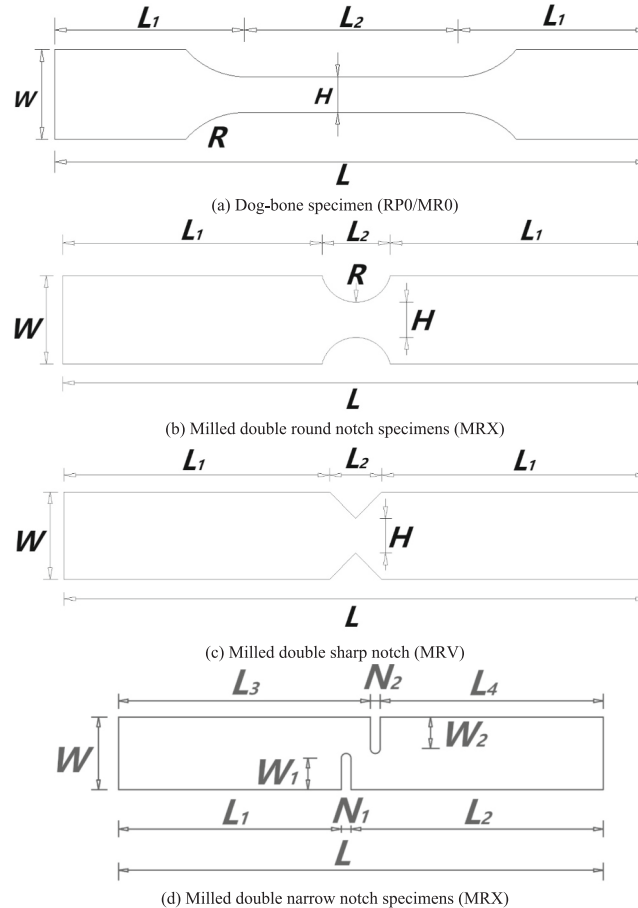 L1 L2 L1
W H
R
L
(a) Dog-bone specimen (RP0/MR0)
L1 L2 L1
R
W H
L
(b) Milled double round notch specimens (MRX)
L1 L2 L1
W H
L
(c) Milled double sharp notch (MRV)
L3 N2 L4
W W1 W2
L1 N1 L2
L
(d) Milled double narrow notch specimens (MRX)